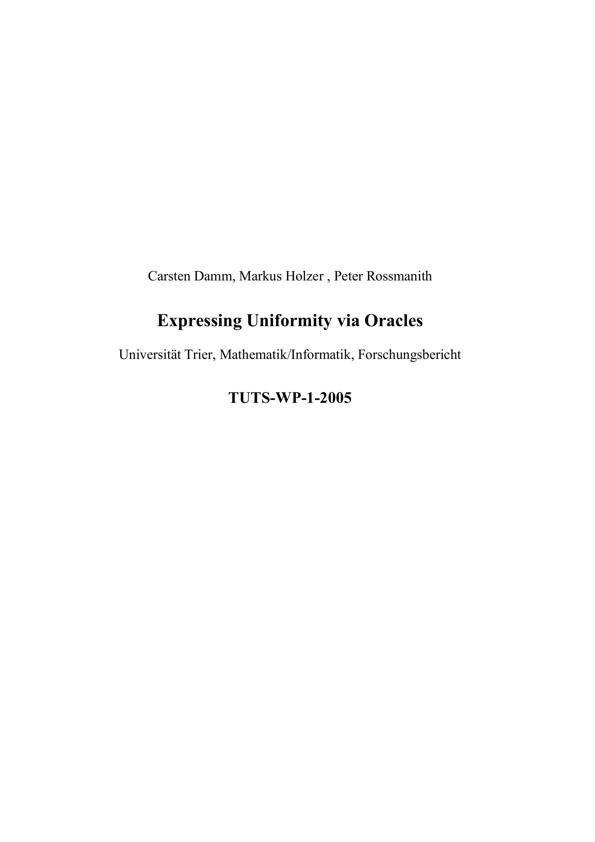 Carsten Damm, Markus Holzer , Peter Rossmanith
Expressing Uniformity via Oracles
Universität Trier, Mathematik/Informatik, Forschungsbericht
TUTS-WP-1-2005